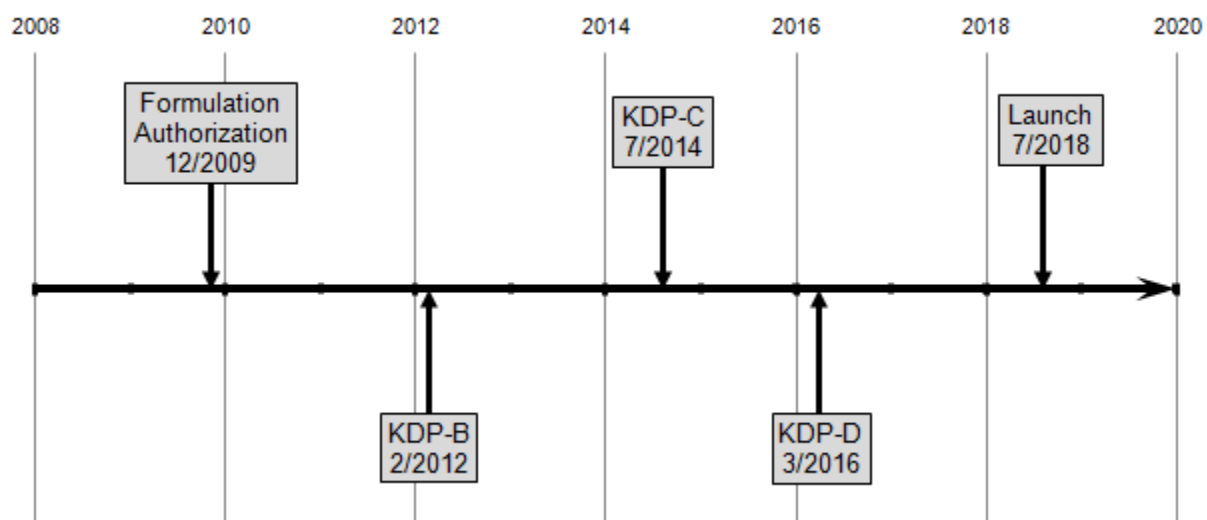 2008 2010 2012 2014 2016 2018 2020
Formulation
Authorization
12/2009
KDP-C
7/2014
Launch
7/2018
KDP-B
2/2012
KDP-D
3/2016